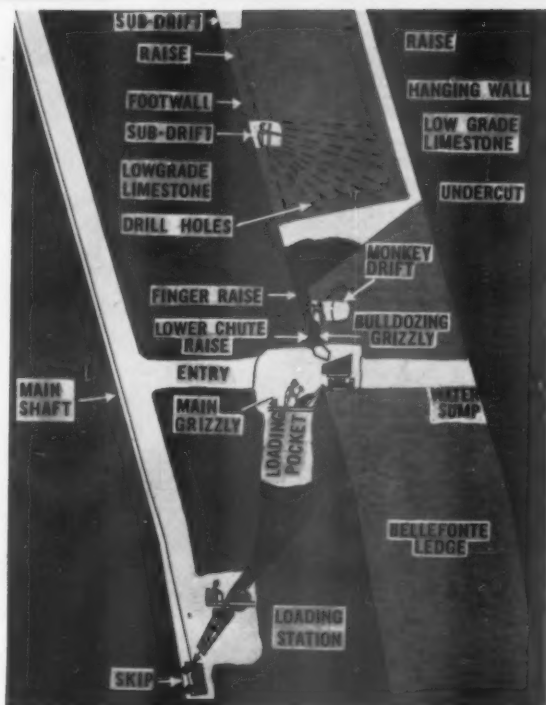 SUB-DRIFT
RAISE
FOOTWALL
SUB-DRIFT
LOWGRADE
LIMESTONE
DRILL HOLES
RAISE
HANGING WALL
LOW GRADE
LIMESTONE
UNDERCUT
MONKEY
DRIFT
FINGER RAISE
LOWER CHUTE
RAISE
BULLDOZING
GRIZZLY
ENTRY
MAIN
SHAFT
MAIN
GRIZZLY
LOADING
POCKET
WATER
SUMP
BELLEFONTE
LEDGE
LOADING
STATION
SKIP